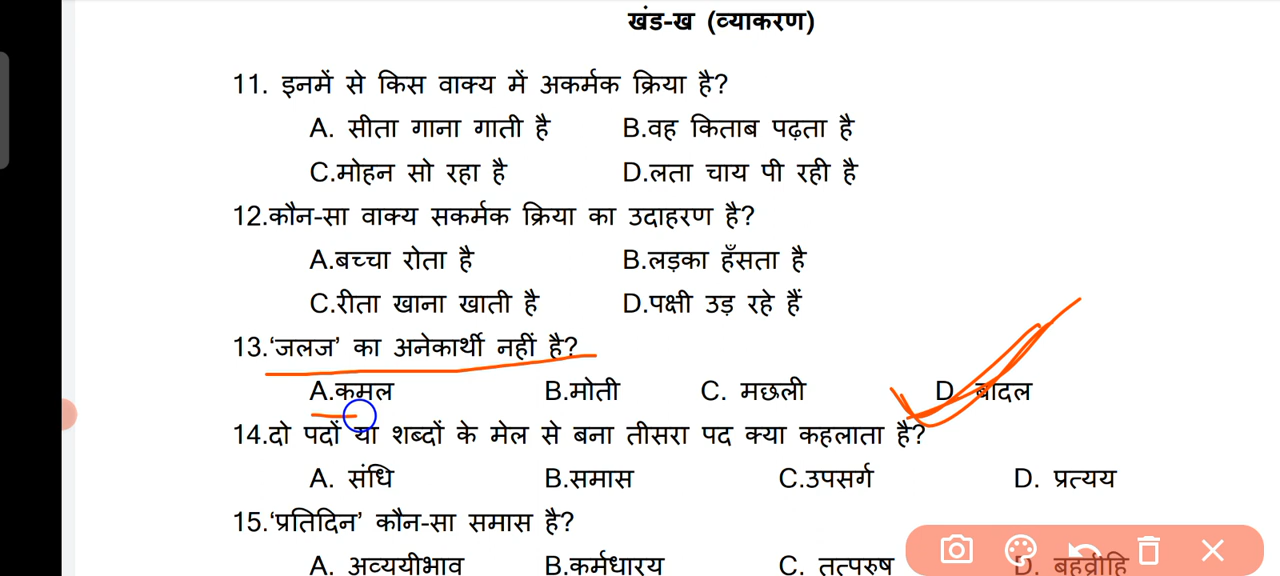 खंड-ख (व्याकरण)
11. इनमें से किस वाक्य में अकर्मक क्रिया है?
A. सीता गाना गाती है B.वह किताब पढ़ता है
C.मोहन सो रहा है D.लता चाय पी रही है
12.कौन-सा वाक्य सकर्मक क्रिया का उदाहरण है?
A.बच्चा रोता है B.लड़का हँसता है
C.रीता खाना खाती है D.पक्षी उड़ रहे हैं
13.‘जलज’ का अनेकार्थी नहीं है?
A.कमल B.मोती C. मछली D. बादल
14.दो पदों या शब्दों के मेल से बना तीसरा पद क्या कहलाता है?
A. संधि B.समास C.उपसर्ग D. प्रत्यय
15.‘प्रतिदिन’ कौन-सा समास है?
A. अव्ययीभाव B.कर्मधारय C. तत्पुरुष D. बहुव्रीहि